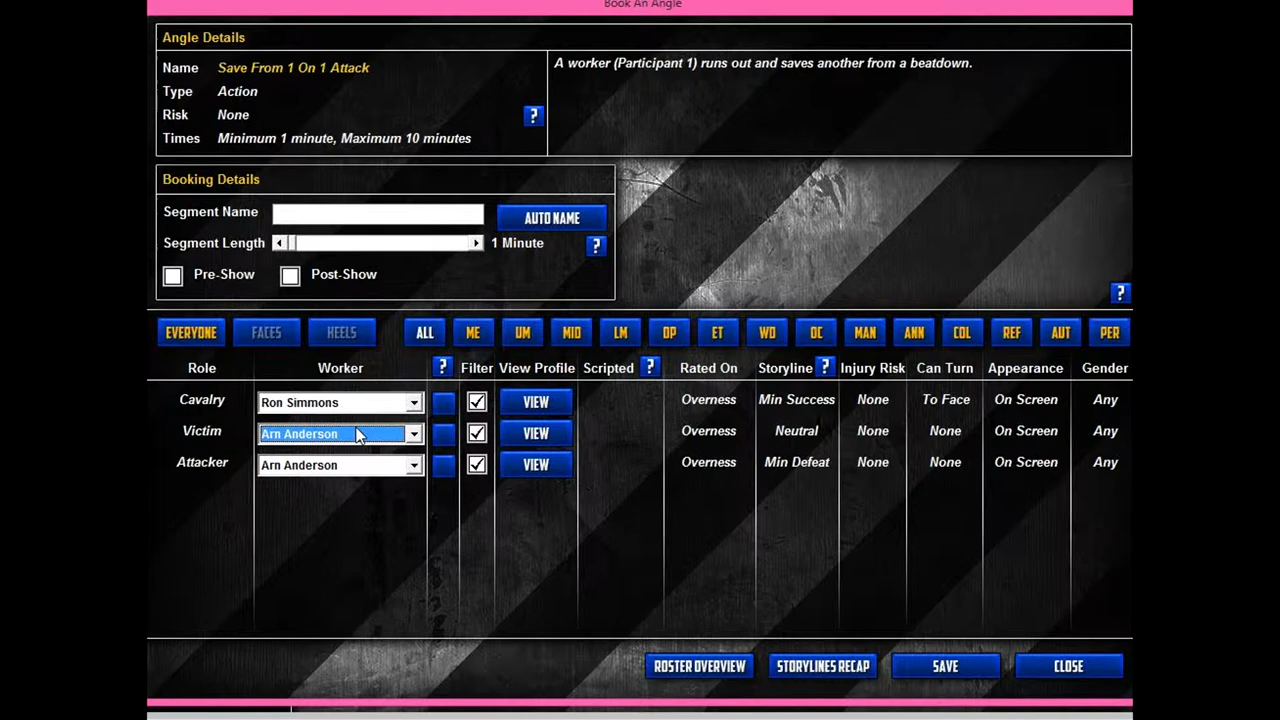 Book An Angle
Angle Details
Name Save From 1 On 1 Attack
Type Action
Risk None
Times Minimum 1 minute, Maximum 10 minutes
?
A worker (Participant 1) runs out and saves another from a beatdown.
Booking Details
Segment Name AUTO NAME
Segment Length 1 Minute ?
Pre-Show Post-Show
?
EVERYONE FACES HEELS ALL ME UM MID LM OP ET WO OC MAN ANN COL REF AUT PER
Role Worker ? Filter View Profile Scripted ? Rated On Storyline ? Injury Risk Can Turn Appearance Gender
Cavalry Ron Simmons VIEW Overness Min Success None To Face On Screen Any
Victim Arn Anderson VIEW Overness Neutral None None On Screen Any
Attacker Arn Anderson VIEW Overness Min Defeat None None On Screen Any
ROSTER OVERVIEW STORYLINES RECAP SAVE CLOSE